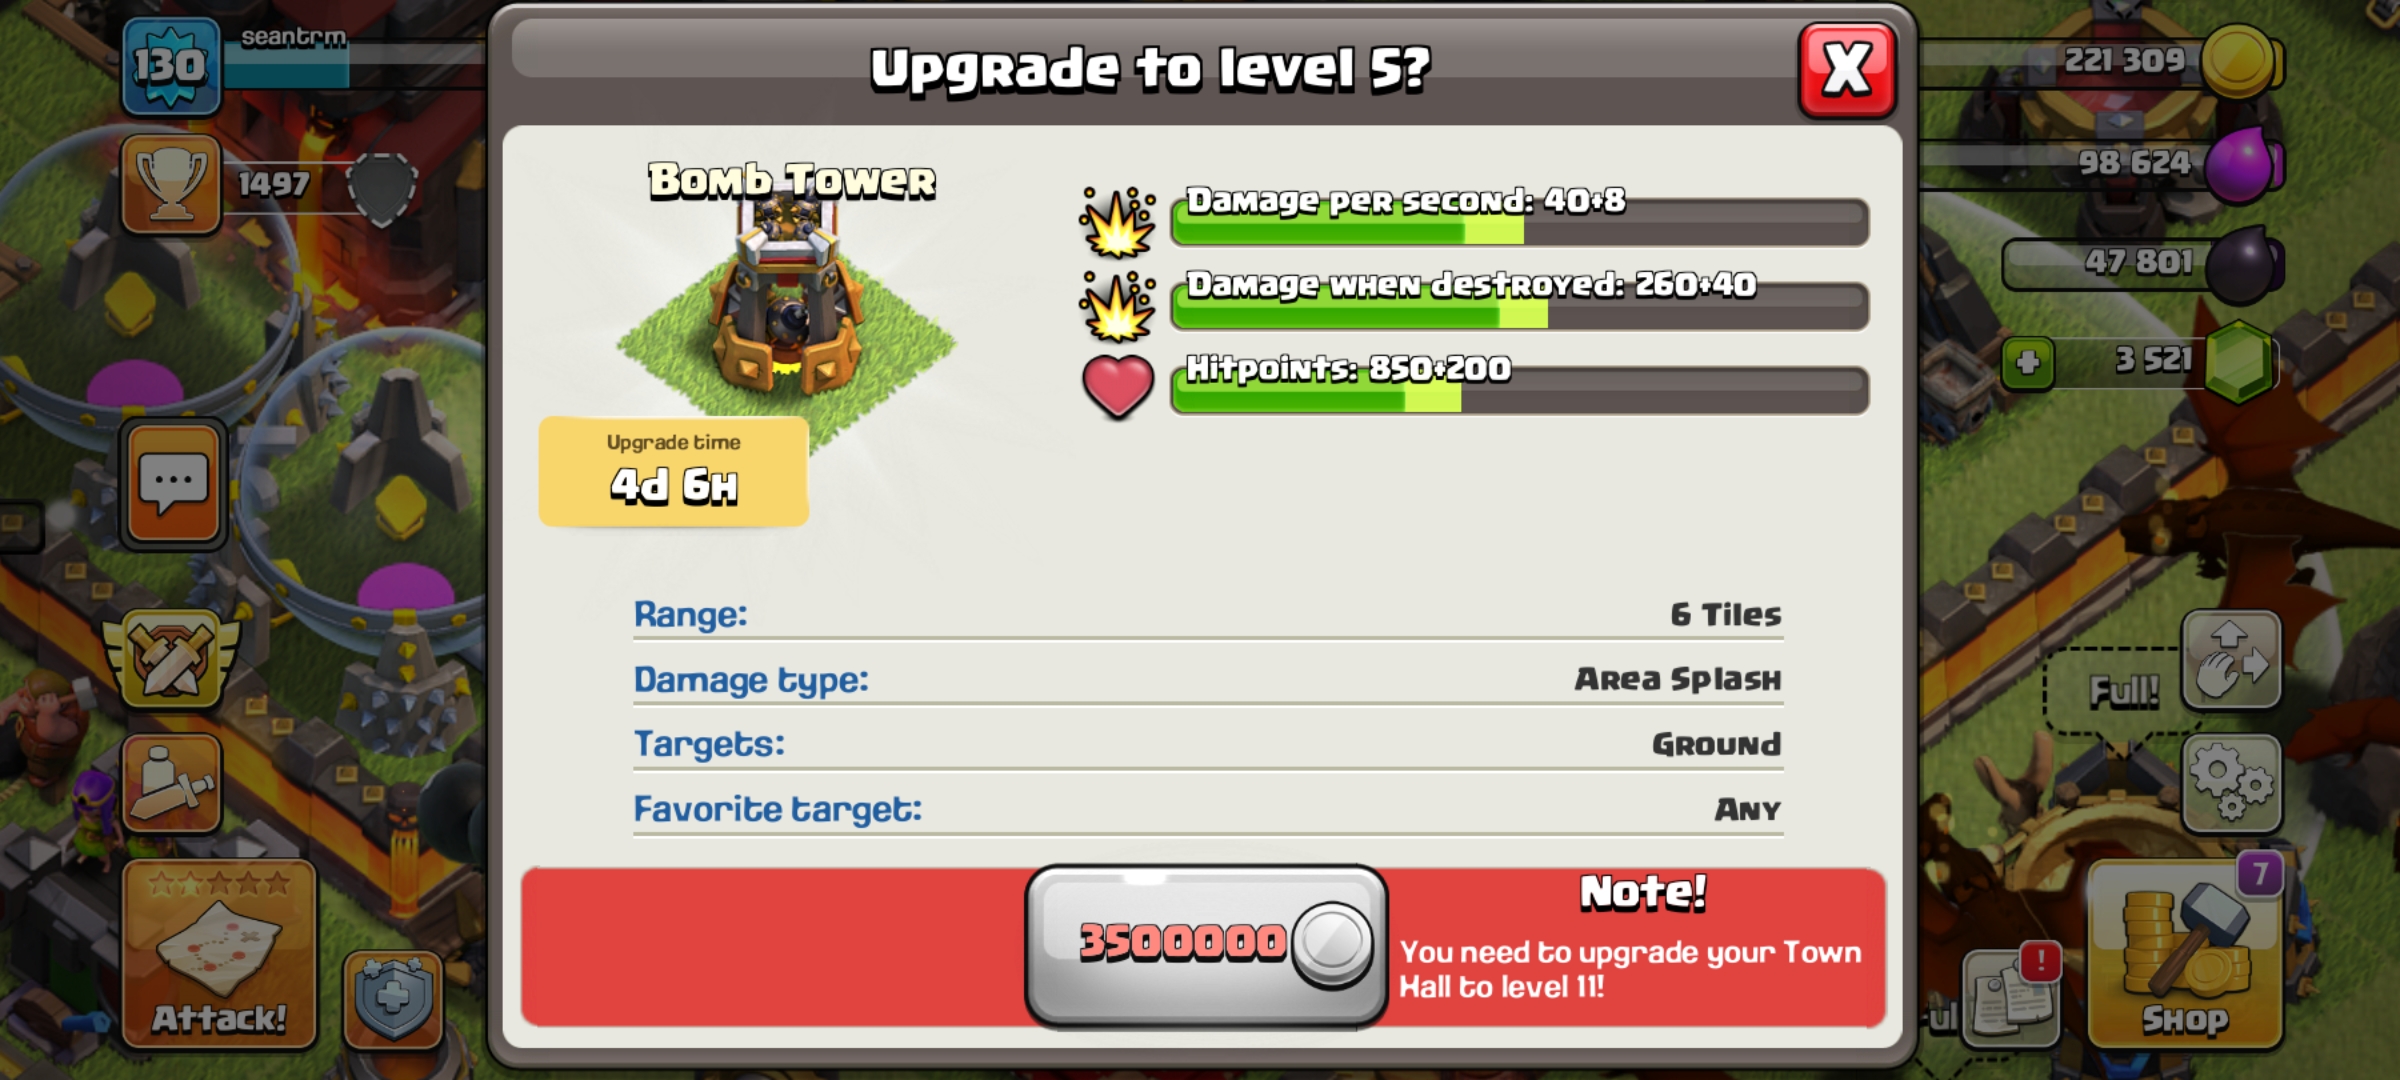 130
seantrm
1497
Upgrade to level 5?
X
221 309
98 624
47 801
3 521
Bomb Tower
Upgrade time
4d 6H
Damage per second: 40+8
Damage when destroyed: 260+40
Hitpoints: 850+200
Range: 6 Tiles
Damage type: Area Splash
Targets: Ground
Favorite target: Any
3500000
Note!
You need to upgrade your Town
Hall to level 11!
Attack!
Full!
7
!
Shop